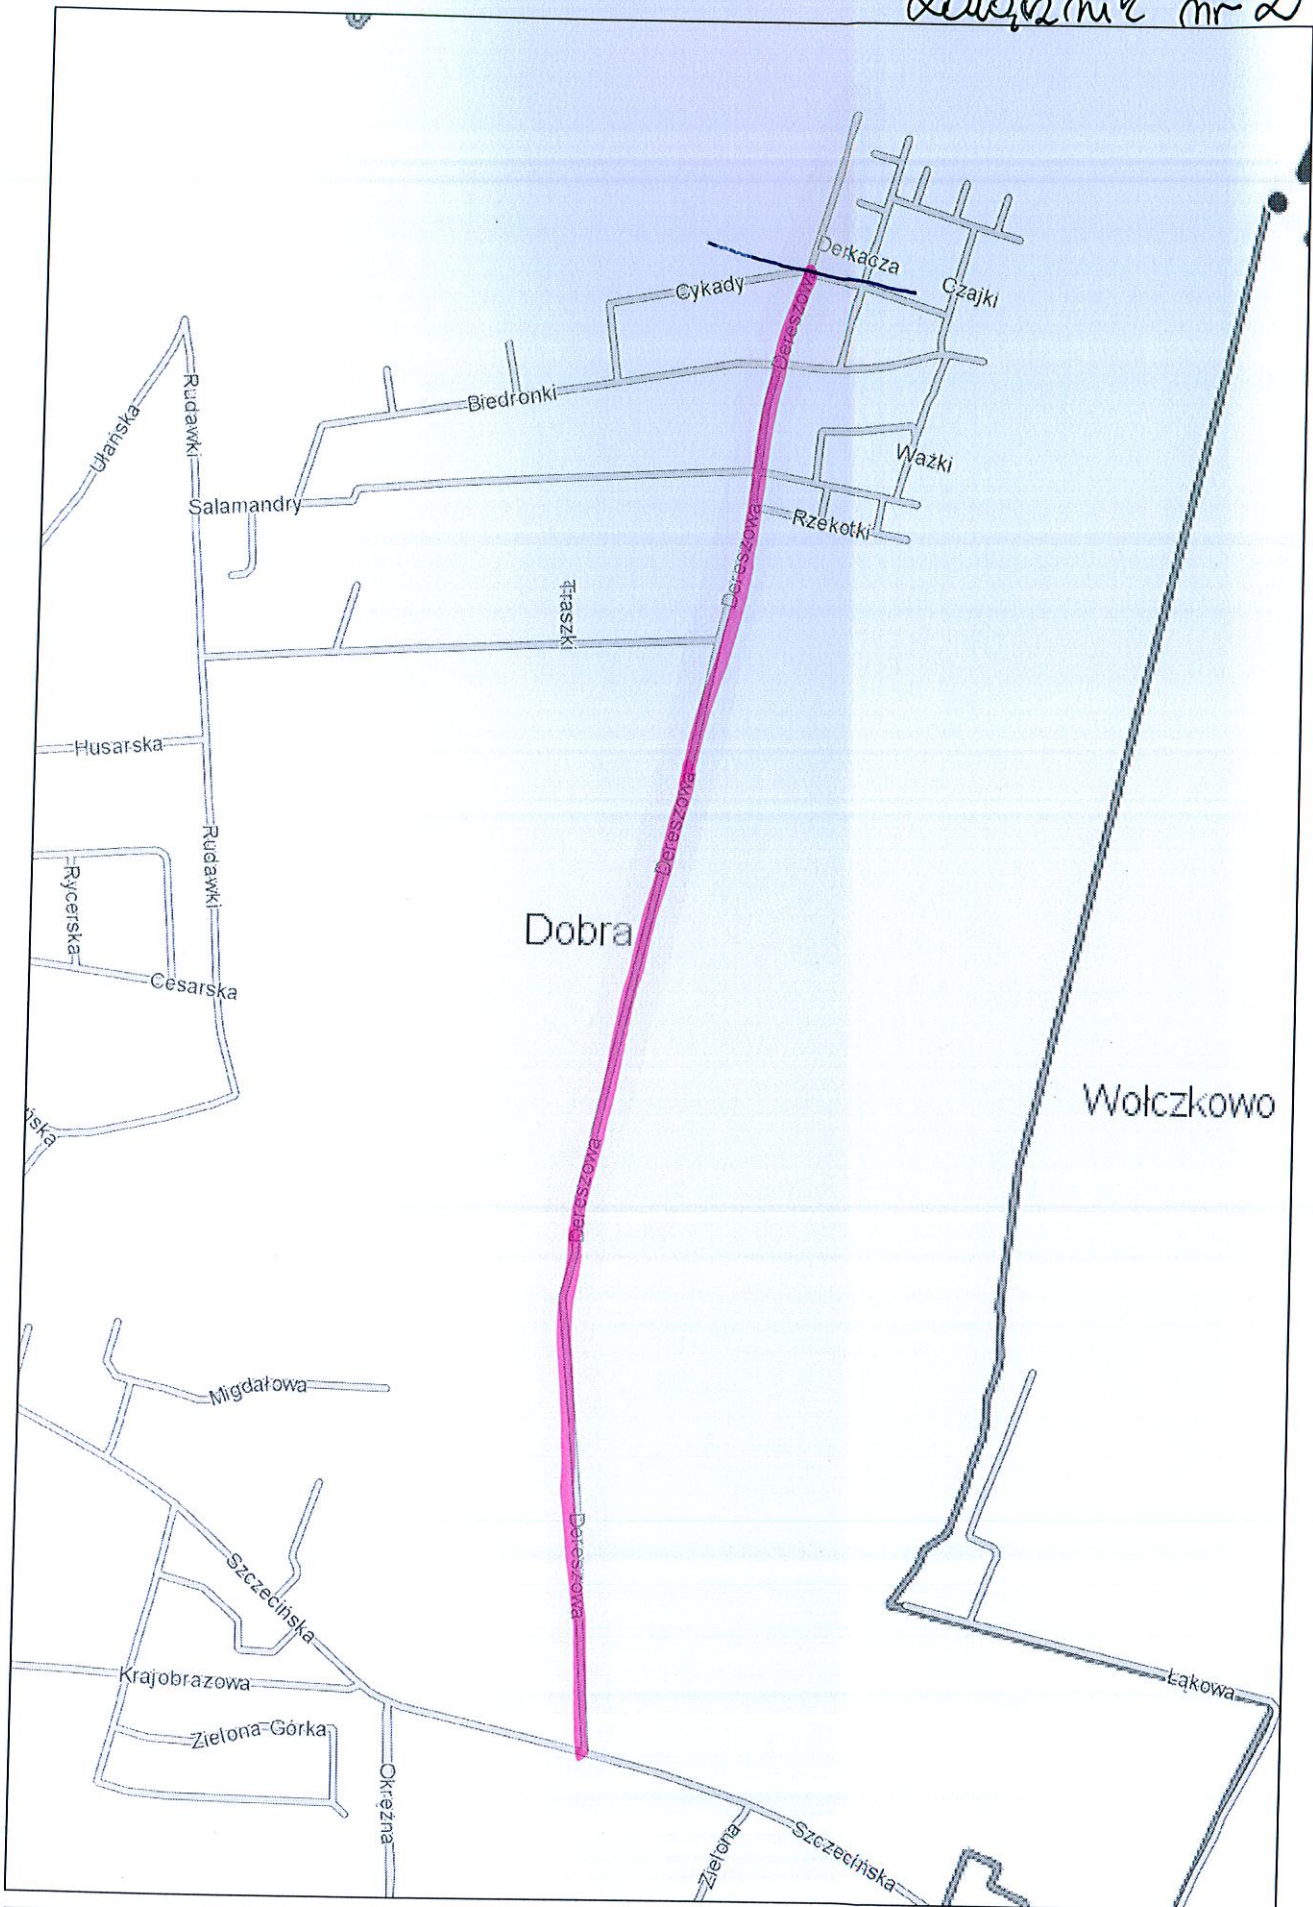 Załącznik nr 2
Derkacza
Cykady
Czajki
Dereszowa
Rudawki
Biedronki
Ułańska
Ważki
Salamandry
Rzekotki
Dereszowa
Traszki
Husarska
Dereszowa
Rudawki
Rycerska
Dobra
Cesarska
Wołczkowo
ńska
Dereszowa
Migdałowa
Dereszowa
Szczecińska
Krajobrazowa
Łąkowa
Zielona Górka
Okrężna
Zielona
Szczecińska